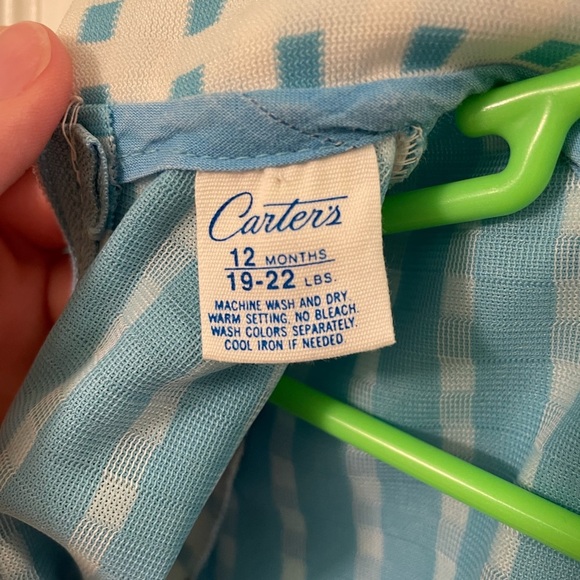 Carter's
12 MONTHS
19-22 LBS.
MACHINE WASH AND DRY
WARM SETTING, NO BLEACH.
WASH COLORS SEPARATELY.
COOL IRON IF NEEDED